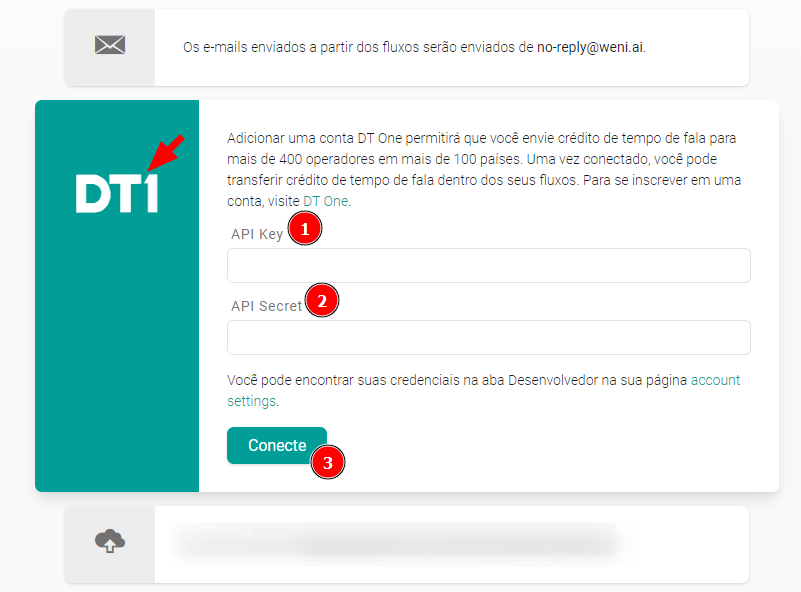 Os e-mails enviados a partir dos fluxos serão enviados de no-reply@weni.ai.
DT1
Adicionar uma conta DT One permitirá que você envie crédito de tempo de fala para
mais de 400 operadores em mais de 100 países. Uma vez conectado, você pode
transferir crédito de tempo de fala dentro dos seus fluxos. Para se inscrever em uma
conta, visite DT One.
API Key 1
API Secret 2
Você pode encontrar suas credenciais na aba Desenvolvedor na sua página account
settings.
Conecte 3